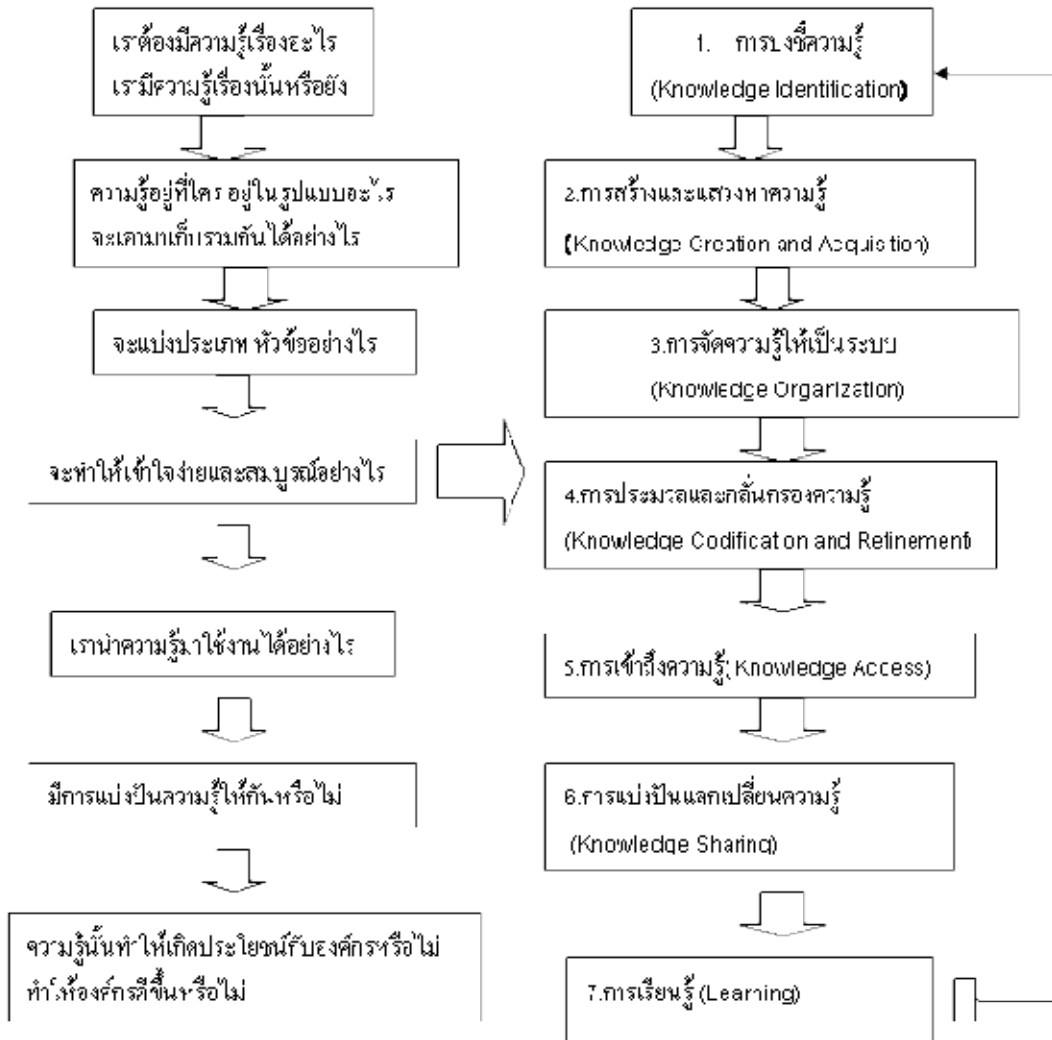 เราต้องมีความรู้เรื่องอะไร
เรามีความรู้เรื่องนั้นหรือยัง
ความรู้อยู่ที่ใคร อยู่ในรูปแบบอะไร
จะเอามาเก็บรวมกันได้อย่างไร
จะแบ่งประเภท หัวข้ออย่างไร
จะทำให้เข้าใจง่ายและสมบูรณ์อย่างไร
เรานำความรู้มาใช้งานได้อย่างไร
มีการแบ่งปันความรู้ให้กันหรือไม่
ความรู้นั้นทำให้เกิดประโยชน์กับองค์กรหรือไม่
ทำให้องค์กรดีขึ้นหรือไม่
1. การบ่งชี้ความรู้
(Knowledge Identification)
2.การสร้างและแสวงหาความรู้
(Knowledge Creation and Acquisition)
3.การจัดความรู้ให้เป็นระบบ
(Knowledge Organization)
4.การประมวลและกลั่นกรองความรู้
(Knowledge Codification and Refinement)
5.การเข้าถึงความรู้(Knowledge Access)
6.การแบ่งปันแลกเปลี่ยนความรู้
(Knowledge Sharing)
7.การเรียนรู้ (Learning)